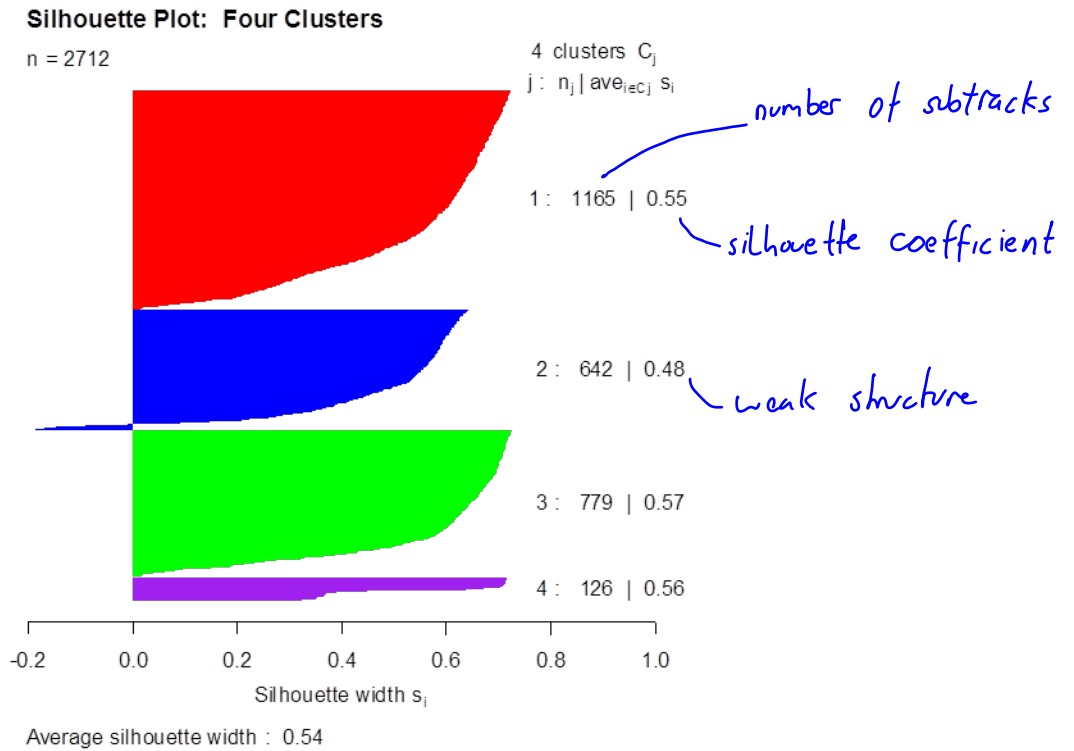 Silhouette Plot: Four Clusters
n = 2712
4 clusters Cj
j : nj | avei∈Cj si
number of subtracks
1 : 1165 | 0.55
silhouette coefficient
2 : 642 | 0.48
weak structure
3 : 779 | 0.57
4 : 126 | 0.56
-0.2 0.0 0.2 0.4 0.6 0.8 1.0
Silhouette width si
Average silhouette width : 0.54